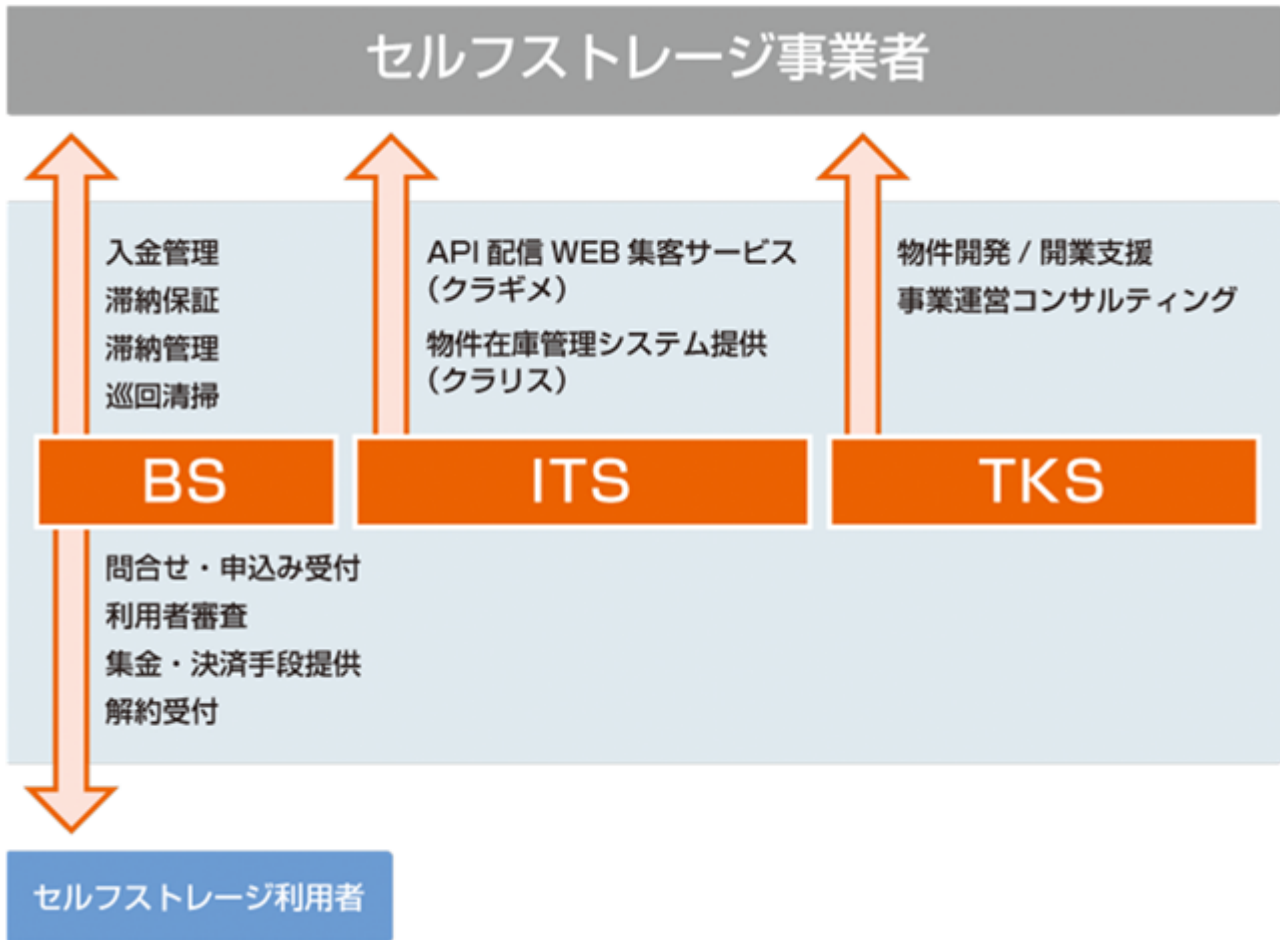 セルフストレージ事業者
入金管理
滞納保証
滞納管理
巡回清掃
API 配信 WEB 集客サービス
（クラギメ）
物件在庫管理システム提供
（クラリス）
物件開発 / 開業支援
事業運営コンサルティング
BS
ITS
TKS
問合せ・申込み受付
利用者審査
集金・決済手段提供
解約受付
セルフストレージ利用者